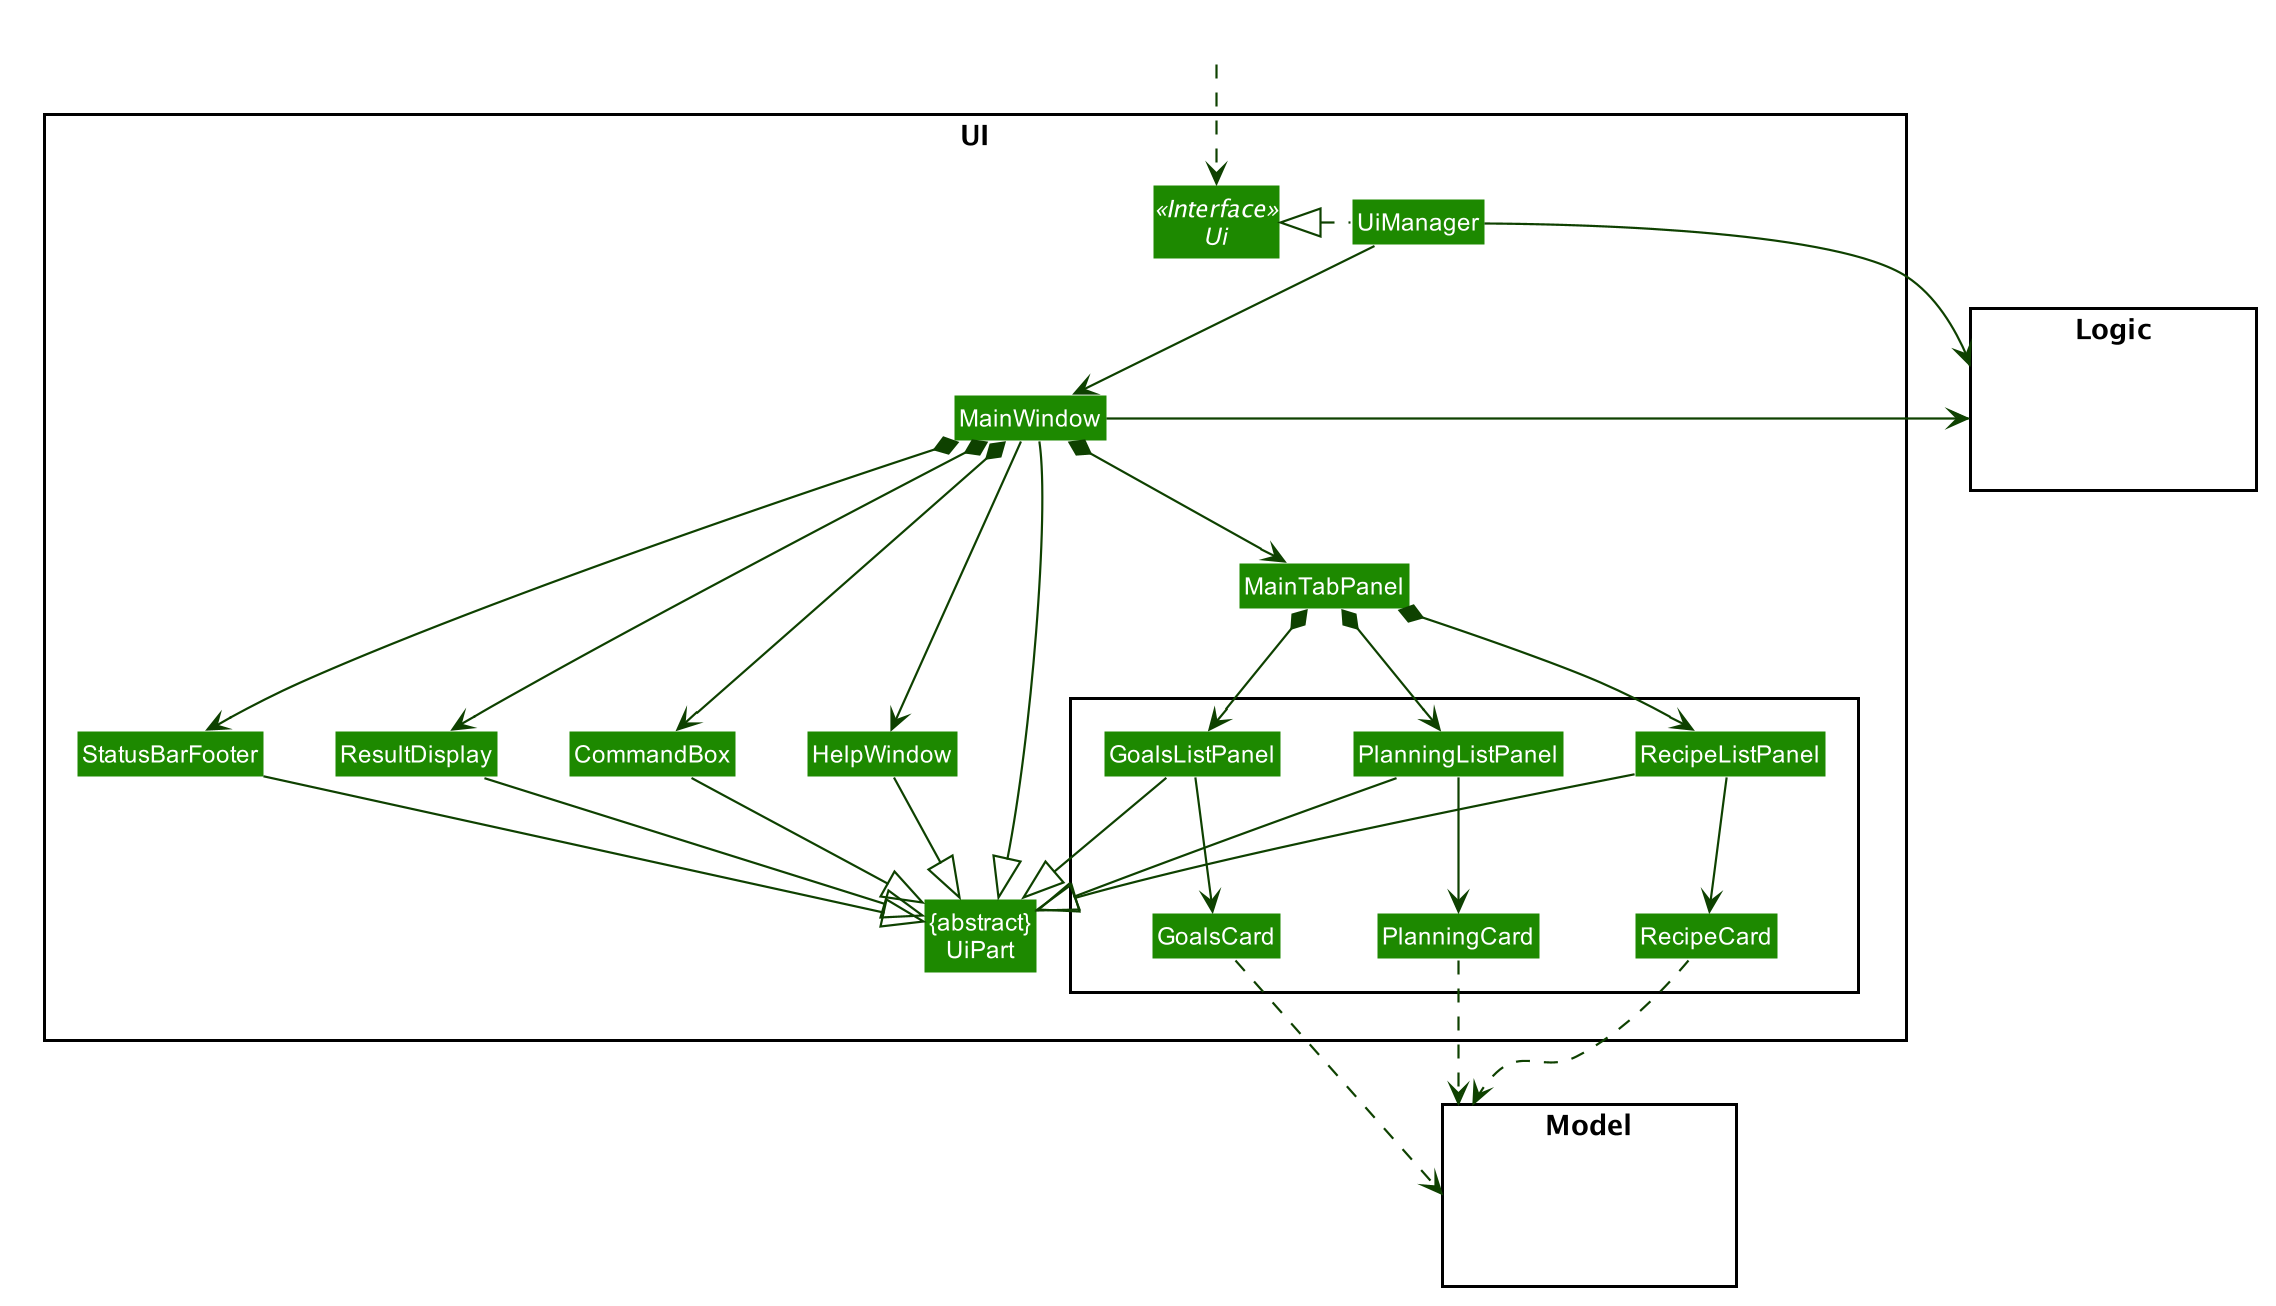 UI
«Interface»
Ui
UiManager
Logic
MainWindow
MainTabPanel
StatusBarFooter
ResultDisplay
CommandBox
HelpWindow
GoalsListPanel
PlanningListPanel
RecipeListPanel
{abstract}
UiPart
GoalsCard
PlanningCard
RecipeCard
Model